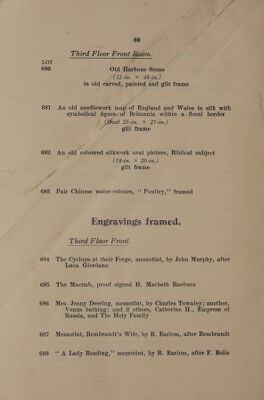 68
Third Floor Front Room.
LOT
680 Old Harbour Scene
(22-in. × 48-in.)
in old carved, painted and gilt frame
681 An old needlework map of England and Wales in silk with
symbolical figure of Britannia within a floral border
(Oval 21-in. × 21-in.)
gilt frame
682 An old coloured silkwork oval picture, Biblical subject
(18-in. × 20-in.)
gilt frame
683 Pair Chinese water-colours, " Poultry," framed
Engravings framed.
Third Floor Front.
684 The Cyclops at their Forge, mezzotint, by John Murphy, after
Luca Giordano
685 The Macnab, proof signed H. Macbeth Raeburn
686 Mrs. Jenny Deering, mezzotint, by Charles Townley; another,
Venus bathing; and 2 others, Catherine II., Empress of
Russia, and The Holy Family
687 Mezzotint, Rembrandt's Wife, by R. Earlom, after Rembrandt
688 " A Lady Reading," mezzotint, by R. Earlom, after F. Bolls